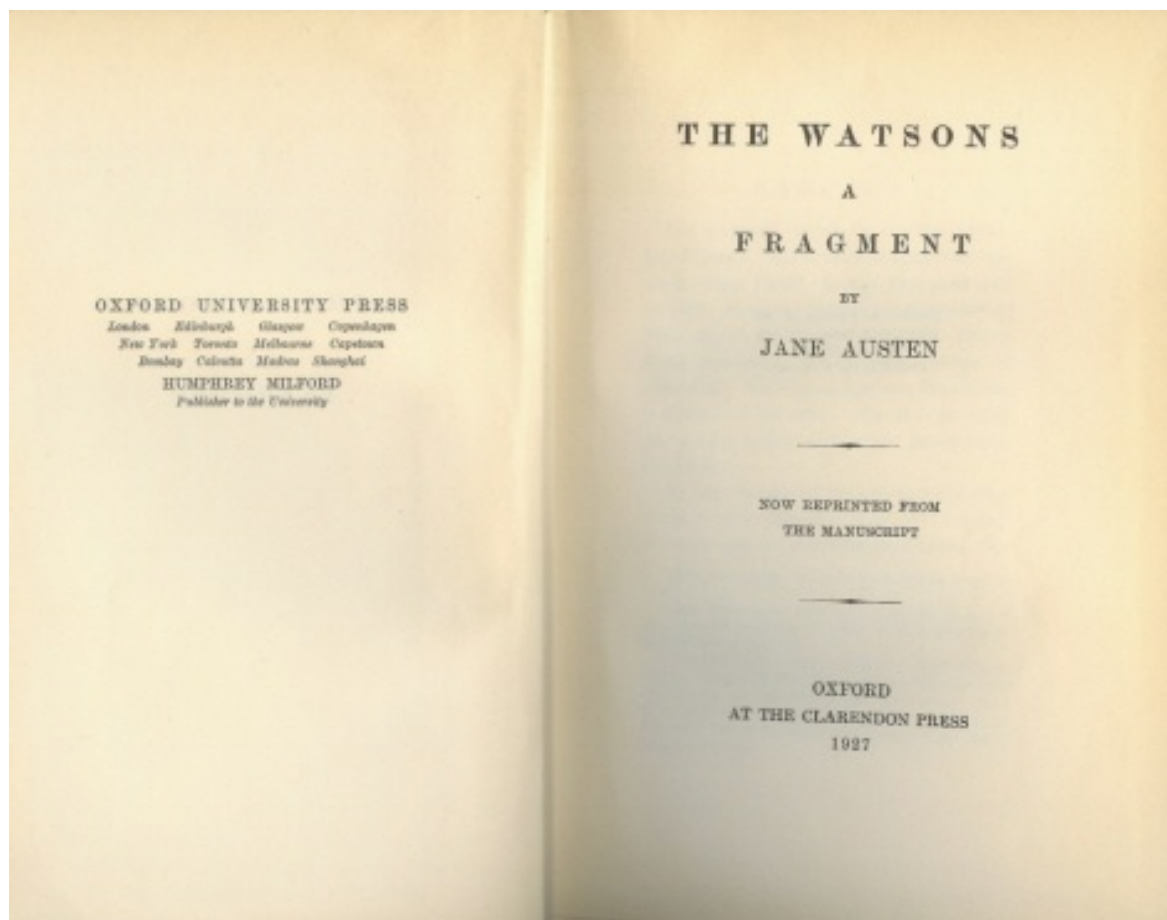 OXFORD UNIVERSITY PRESS
London Edinburgh Glasgow Copenhagen
New York Toronto Melbourne Capetown
Bombay Calcutta Madras Shanghai
HUMPHREY MILFORD
Publisher to the University
THE WATSONS
A
FRAGMENT
BY
JANE AUSTEN
NOW REPRINTED FROM
THE MANUSCRIPT
OXFORD
AT THE CLARENDON PRESS
1927